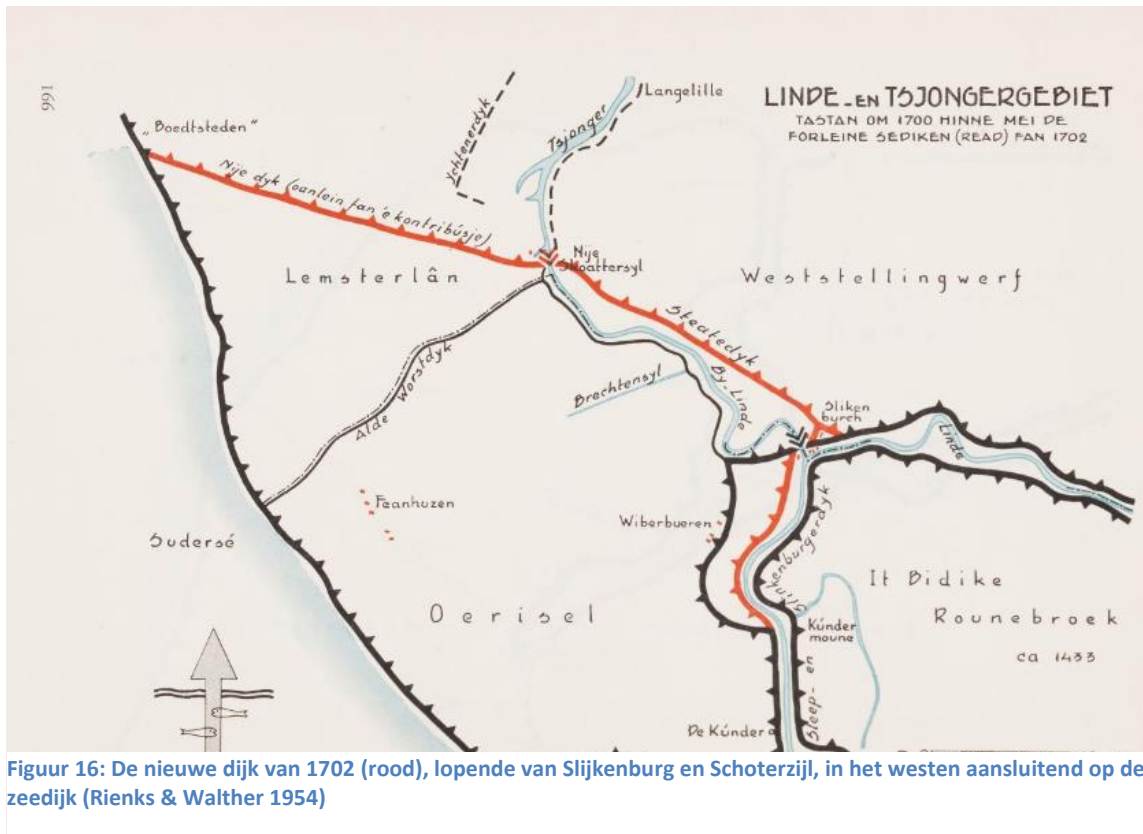 166
„Boedtsteden”
Ychtenerdyk
Tsjonger
Langelille
LINDE-EN TSJONGERGEBIET
TASTAN OM 1700 HINNE MEI DE
FORLEINE SEDIKEN (READ) FAN 1702
Nije dyk (oanlein fan 'e kontribúsje)
Nije
Skoattersyl
Lemsterlân
Weststellingwerf
Steatedyk
Alde Worstdyk
Brechtensyl
By-Linde
Sliken
burch
Linde
Feanhuzen
Wiberbueren
Sudersé
Slinkenburgerdyk
It Bidike
Oerisel
Kúnder
moune
Rounebroek
ca 1433
Sleep- en
De Kúnder
Figuur 16: De nieuwe dijk van 1702 (rood), lopende van Slijkenburg en Schoterzijl, in het westen aansluitend op de
zeedijk (Rienks & Walther 1954)